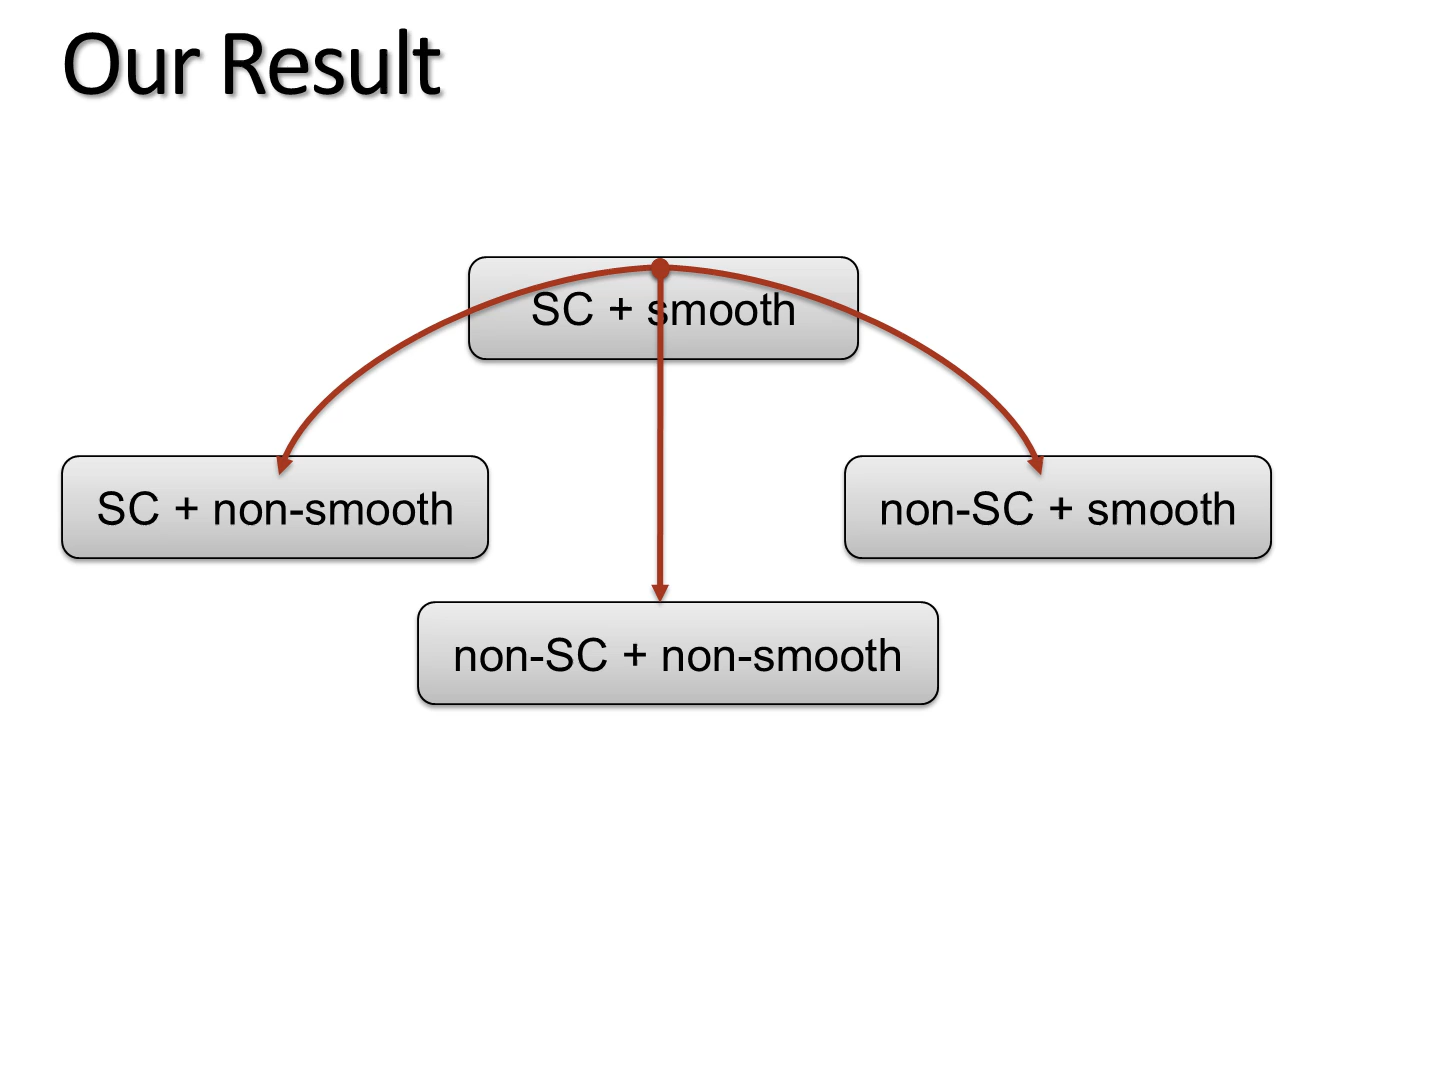 Our Result
SC + smooth
SC + non-smooth
non-SC + smooth
non-SC + non-smooth